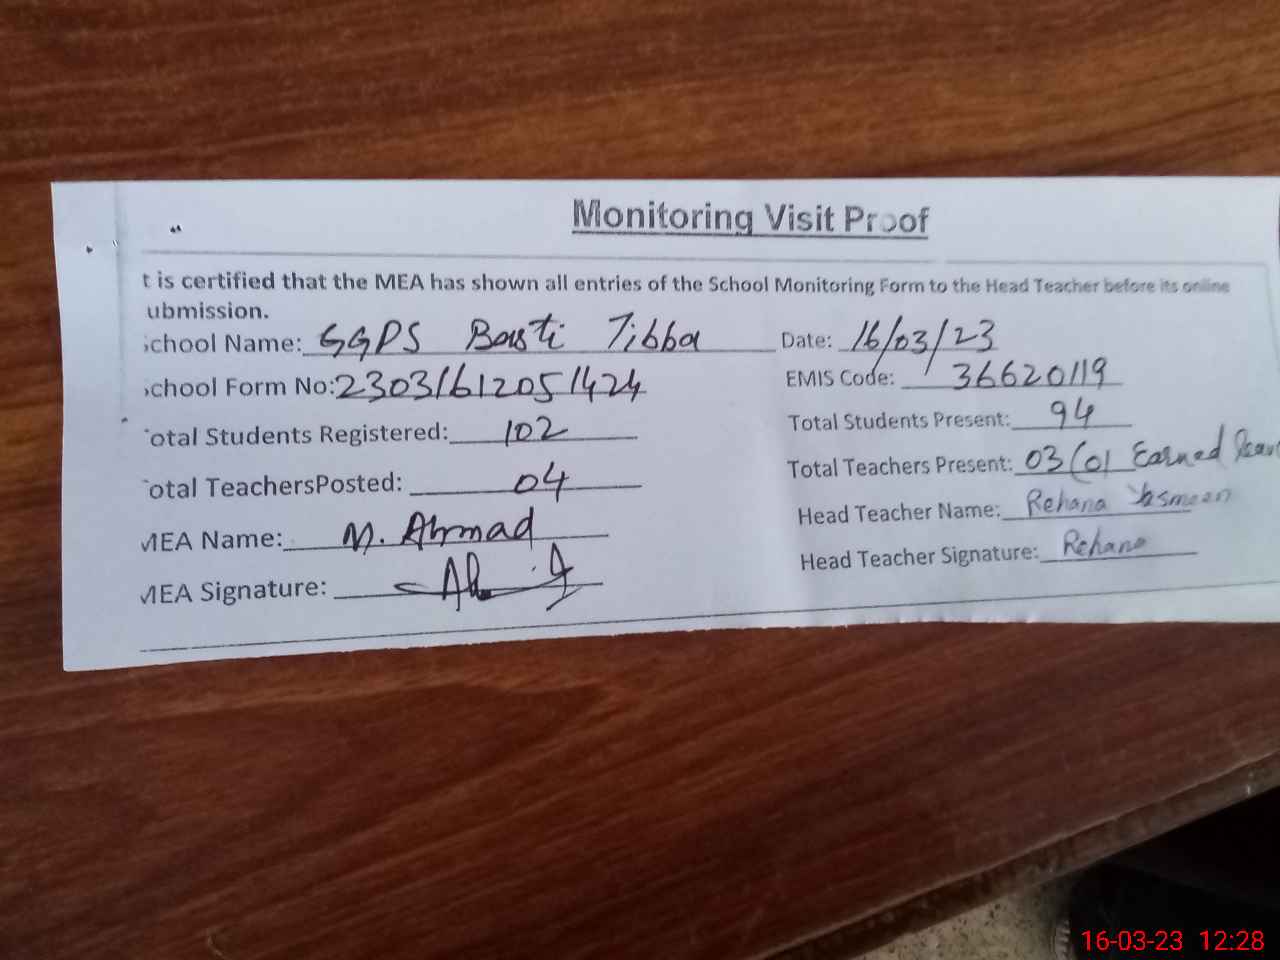 Monitoring Visit Proof
t is certified that the MEA has shown all entries of the School Monitoring Form to the Head Teacher before its online
ubmission.
chool Name: GGPS Basti Tibba Date: 16/03/23
chool Form No: 23031612051424 EMIS Code: 36620119
otal Students Registered: 102 Total Students Present: 94
otal TeachersPosted: 04 Total Teachers Present: 03 (01 Earned Leav
MEA Name: M. Ahmad Head Teacher Name: Rehana Yasmeen
MEA Signature: Head Teacher Signature: Rehana
16-03-23 12:28